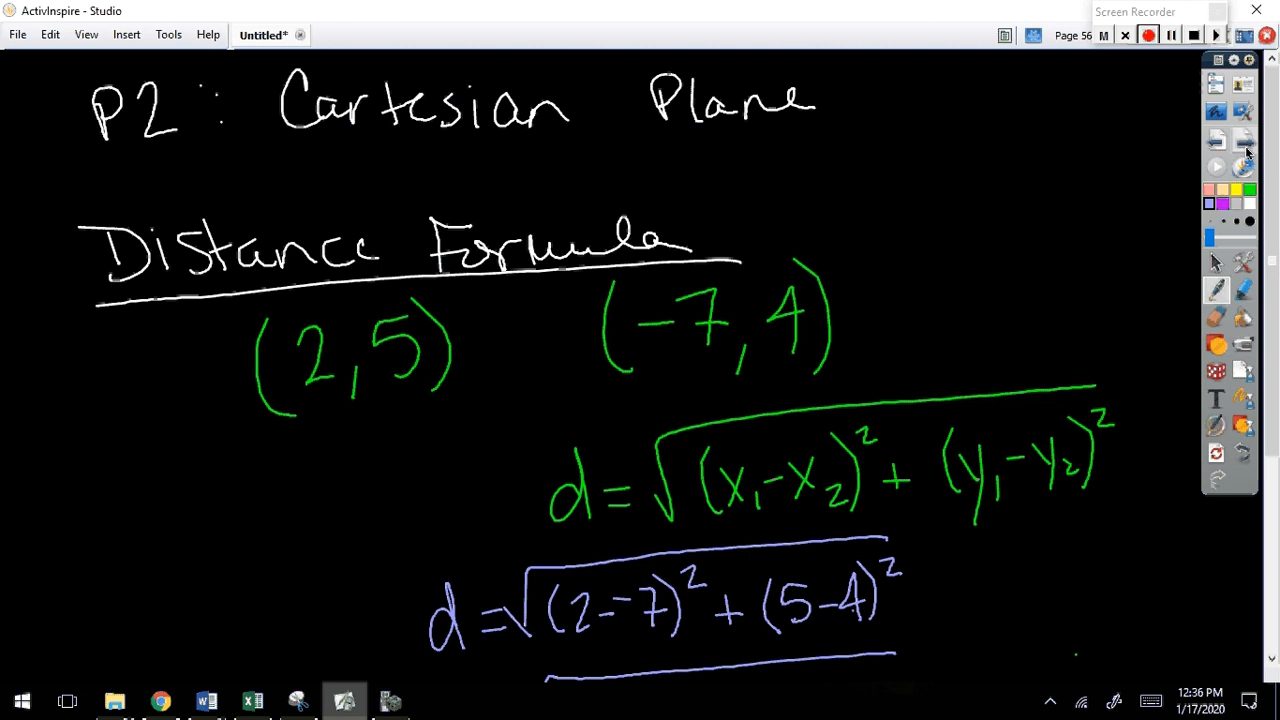 ActivInspire - Studio
Screen Recorder
File Edit View Insert Tools Help Untitled*
Page 56
M
P2: Cartesian Plane
Distance Formula
(2,5) (-7,4)
d=√(x₁-x₂)²+(y₁-y₂)²
d=√(2-⁻7)²+(5-4)²
12:36 PM
1/17/2020